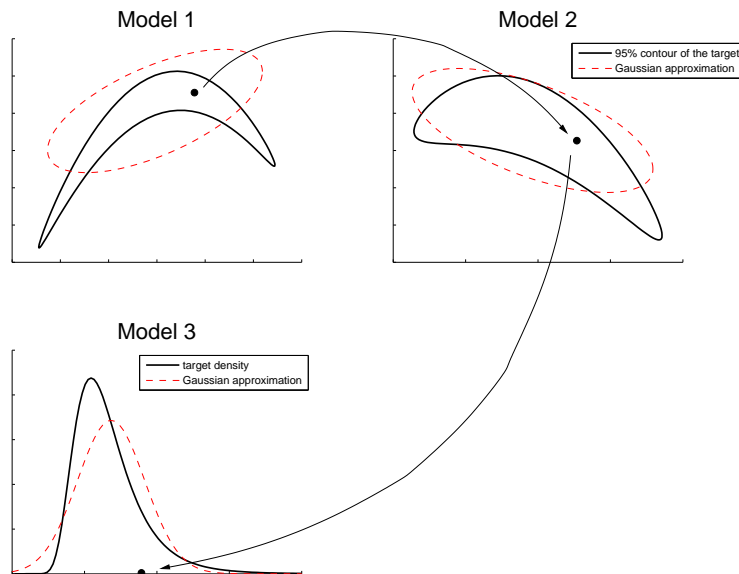 Model 1
Model 2
95% contour of the target
Gaussian approximation
Model 3
target density
Gaussian approximation